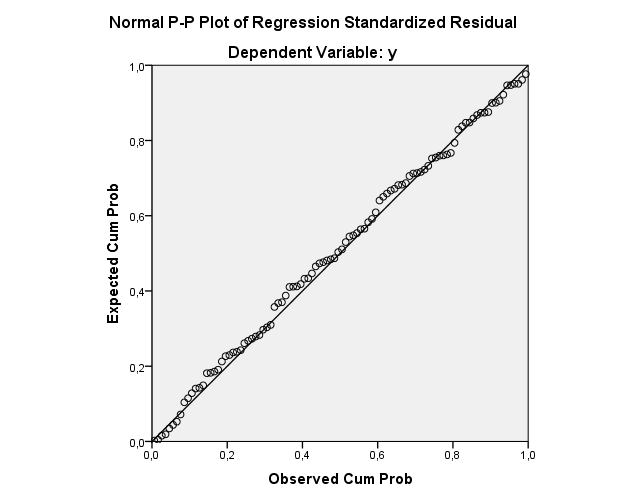 Normal P-P Plot of Regression Standardized Residual
Dependent Variable: y
1,0
0,8
0,6
0,4
0,2
0,0
Expected Cum Prob
0,0 0,2 0,4 0,6 0,8 1,0
Observed Cum Prob